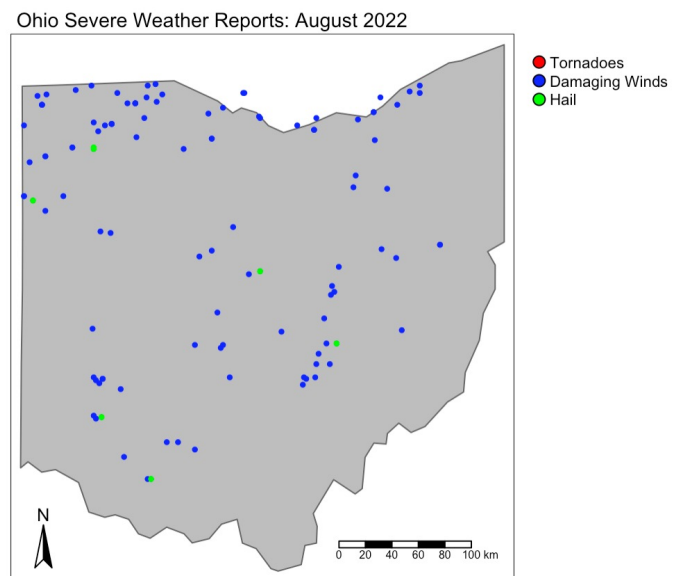 Ohio Severe Weather Reports: August 2022
Tornadoes
Damaging Winds
Hail
N
0 20 40 60 80 100 km